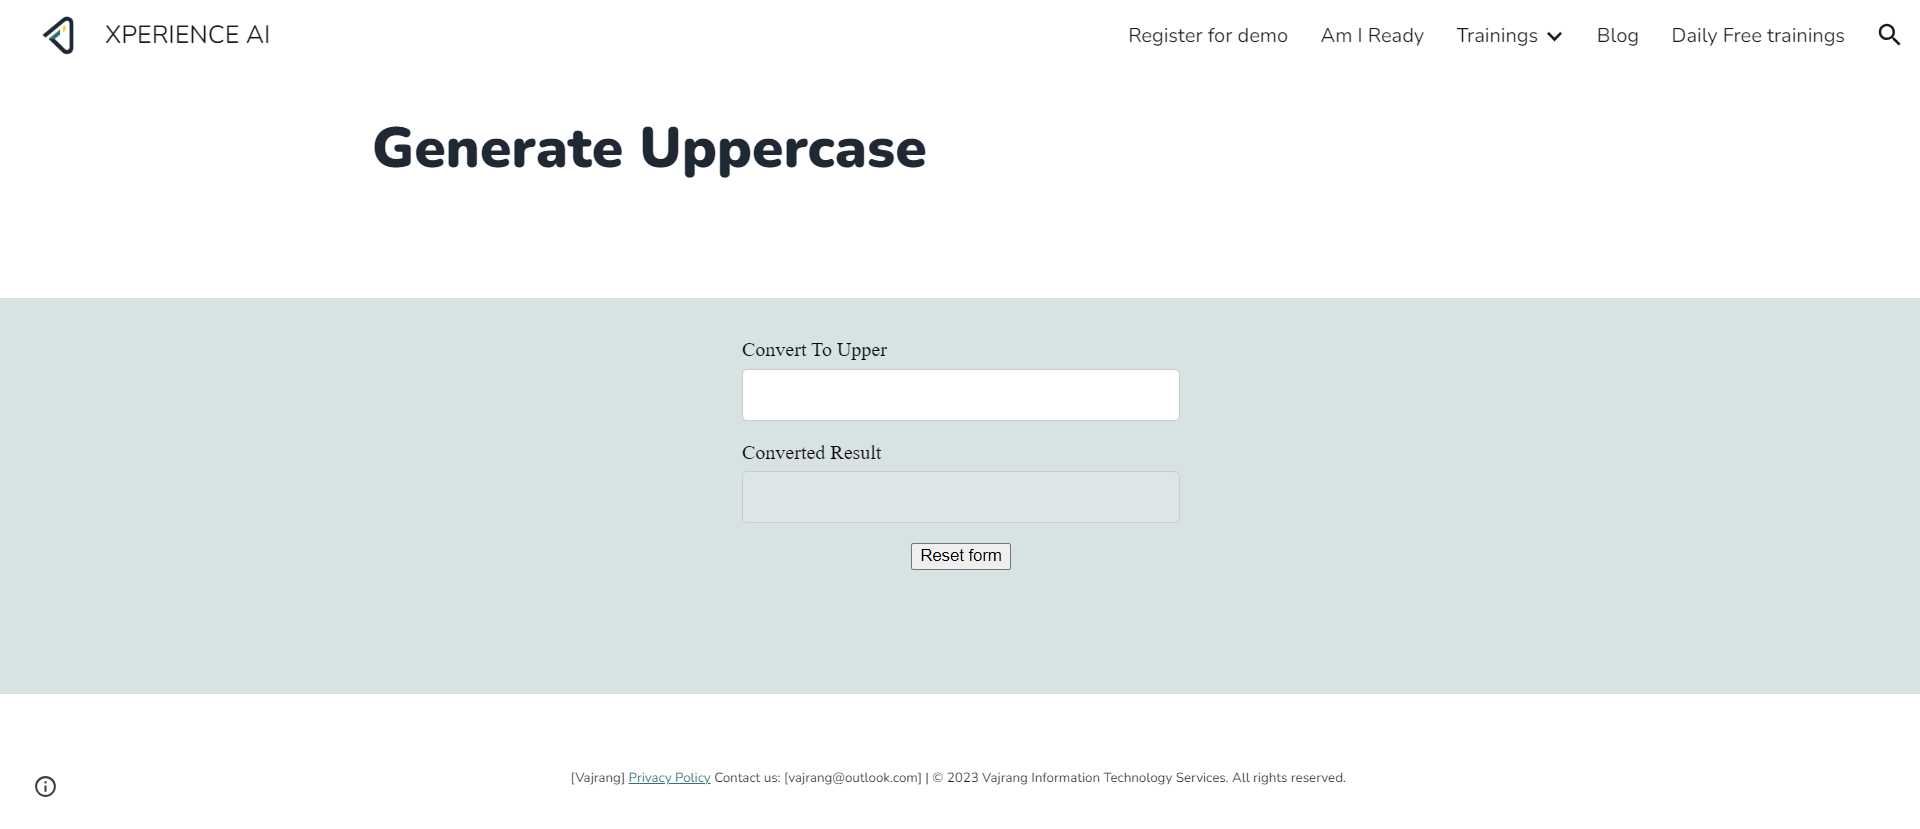 XPERIENCE AI
Register for demo
Am I Ready
Trainings
Blog
Daily Free trainings
Generate Uppercase
Convert To Upper
Converted Result
Reset form
[Vajrang] Privacy Policy Contact us: [vajrang@outlook.com] | © 2023 Vajrang Information Technology Services. All rights reserved.